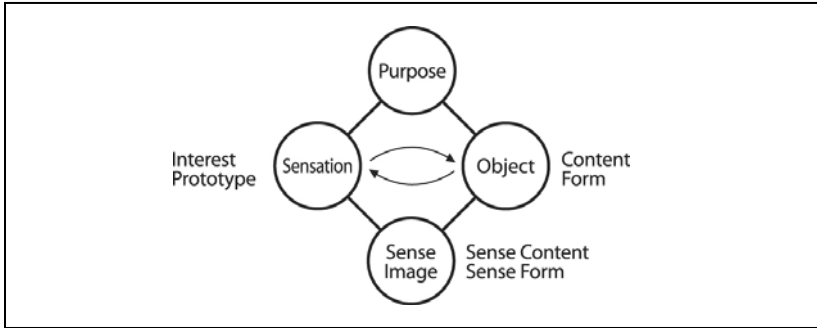 Purpose
Interest
Prototype
Sensation
Object
Content
Form
Sense
Image
Sense Content
Sense Form